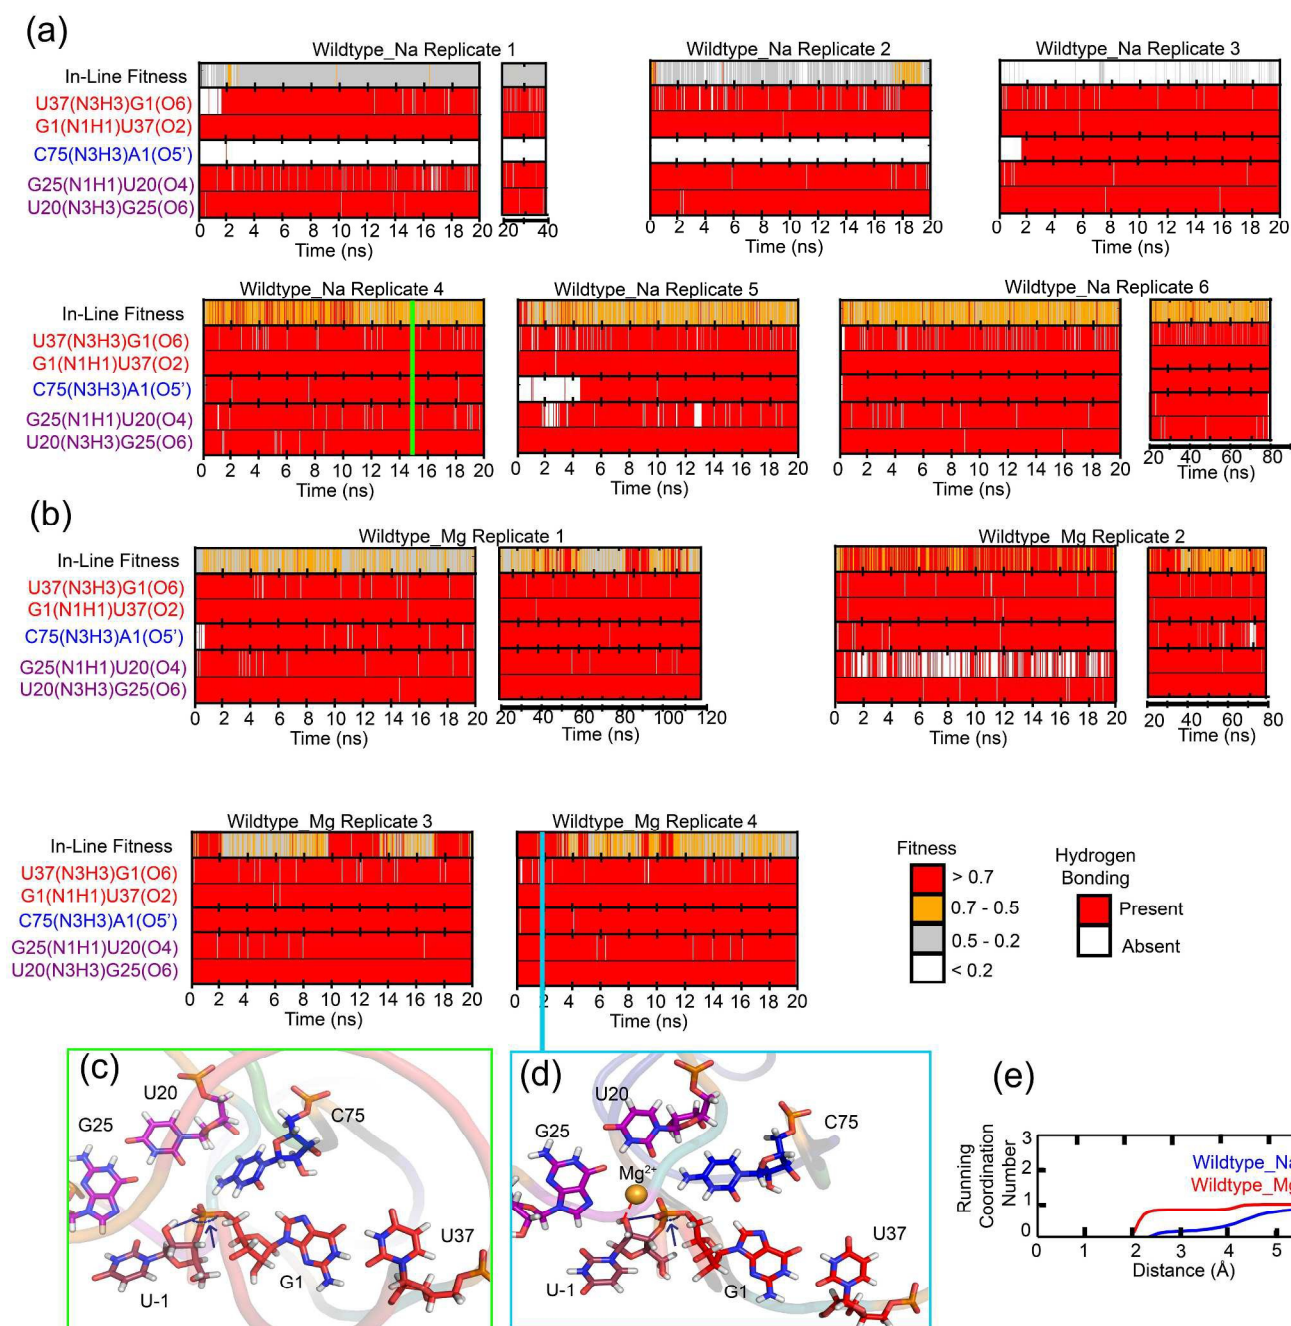 (a)
Wildtype_Na Replicate 1
Wildtype_Na Replicate 2
Wildtype_Na Replicate 3
In-Line Fitness
U37(N3H3)G1(O6)
G1(N1H1)U37(O2)
C75(N3H3)A1(O5')
G25(N1H1)U20(O4)
U20(N3H3)G25(O6)
0 2 4 6 8 10 12 14 16 18 20
20 40
0 2 4 6 8 10 12 14 16 18 20
0 2 4 6 8 10 12 14 16 18 20
Time (ns)
Time (ns)
Time (ns)
Wildtype_Na Replicate 4
Wildtype_Na Replicate 5
Wildtype_Na Replicate 6
In-Line Fitness
U37(N3H3)G1(O6)
G1(N1H1)U37(O2)
C75(N3H3)A1(O5')
G25(N1H1)U20(O4)
U20(N3H3)G25(O6)
0 2 4 6 8 10 12 14 16 18 20
0 2 4 6 8 10 12 14 16 18 20
0 2 4 6 8 10 12 14 16 18 20
20 40 60 80
Time (ns)
Time (ns)
Time (ns)
Time (ns)
(b)
Wildtype_Mg Replicate 1
Wildtype_Mg Replicate 2
In-Line Fitness
U37(N3H3)G1(O6)
G1(N1H1)U37(O2)
C75(N3H3)A1(O5')
G25(N1H1)U20(O4)
U20(N3H3)G25(O6)
0 2 4 6 8 10 12 14 16 18 20
20 40 60 80 100 120
0 2 4 6 8 10 12 14 16 18 20
20 40 60 80
Time (ns)
Time (ns)
Time (ns)
Time (ns)
Wildtype_Mg Replicate 3
Wildtype_Mg Replicate 4
In-Line Fitness
U37(N3H3)G1(O6)
G1(N1H1)U37(O2)
C75(N3H3)A1(O5')
G25(N1H1)U20(O4)
U20(N3H3)G25(O6)
0 2 4 6 8 10 12 14 16 18 20
0 2 4 6 8 10 12 14 16 18 20
Time (ns)
Time (ns)
Fitness
> 0.7
0.7 - 0.5
0.5 - 0.2
< 0.2
Hydrogen
Bonding
Present
Absent
(c)
U20
G25
C75
U37
U-1
G1
(d)
U20
C75
G25
Mg²⁺
U37
U-1
G1
(e)
Running
Coordination
Number
3
2
1
0
Wildtype_Na
Wildtype_Mg
0 1 2 3 4 5
Distance (Å)